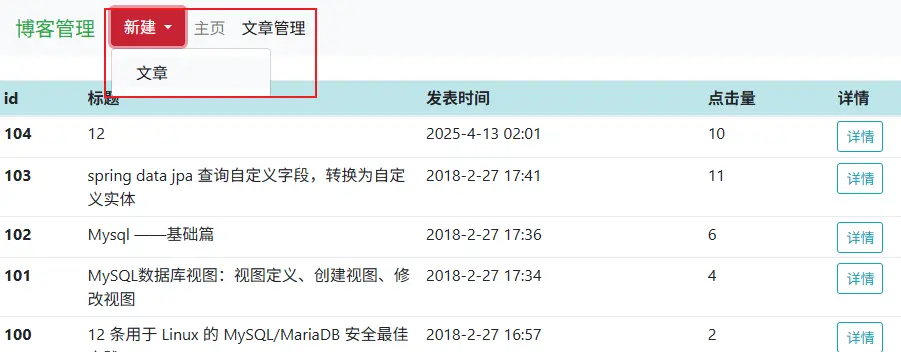 博客管理 新建 主页 文章管理
文章
id 标题 发表时间 点击量 详情
104 12 2025-4-13 02:01 10 详情
103 spring data jpa 查询自定义字段，转换为自定 2018-2-27 17:41 11 详情
义实体
102 Mysql ——基础篇 2018-2-27 17:36 6 详情
101 MySQL数据库视图：视图定义、创建视图、修 2018-2-27 17:34 4 详情
改视图
100 12 条用于 Linux 的 MySQL/MariaDB 安全最佳 2018-2-27 16:57 2 详情